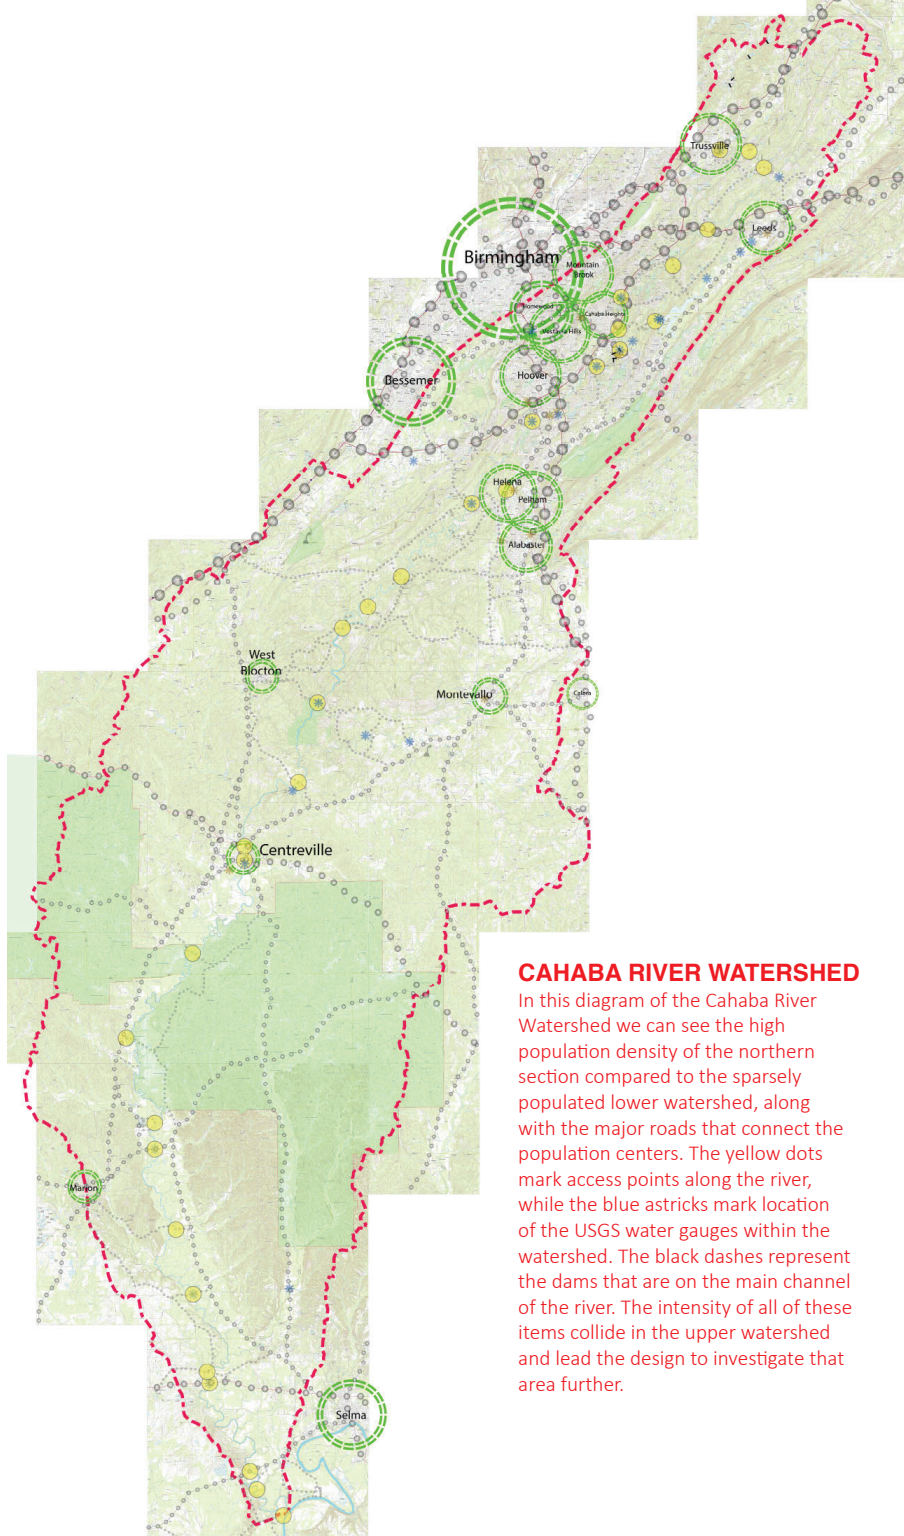 Trussville
Leeds
Birmingham
Mountain
Brook
Homewood
Cahaba Heights
Vestavia Hills
Hoover
Bessemer
Helena
Pelham
Alabaster
West
Blocton
Montevallo
Calera
Centreville
CAHABA RIVER WATERSHED
In this diagram of the Cahaba River
Watershed we can see the high
population density of the northern
section compared to the sparsely
populated lower watershed, along
with the major roads that connect the
population centers. The yellow dots
mark access points along the river,
while the blue astricks mark location
of the USGS water gauges within the
watershed. The black dashes represent
the dams that are on the main channel
of the river. The intensity of all of these
items collide in the upper watershed
and lead the design to investigate that
area further.
Marion
Selma